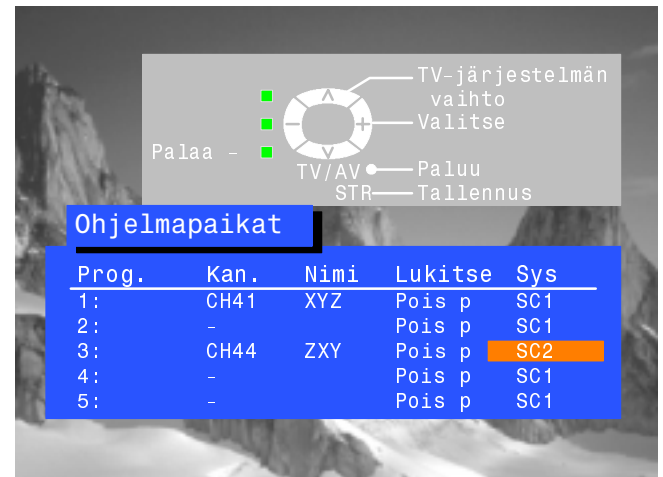 TV-järjestelmän
vaihto
Valitse
Palaa -
TV/AV Paluu
STR Tallennus
Ohjelmapaikat
Prog. Kan. Nimi Lukitse Sys
1: CH41 XYZ Pois p SC1
2: - Pois p SC1
3: CH44 ZXY Pois p SC2
4: - Pois p SC1
5: - Pois p SC1